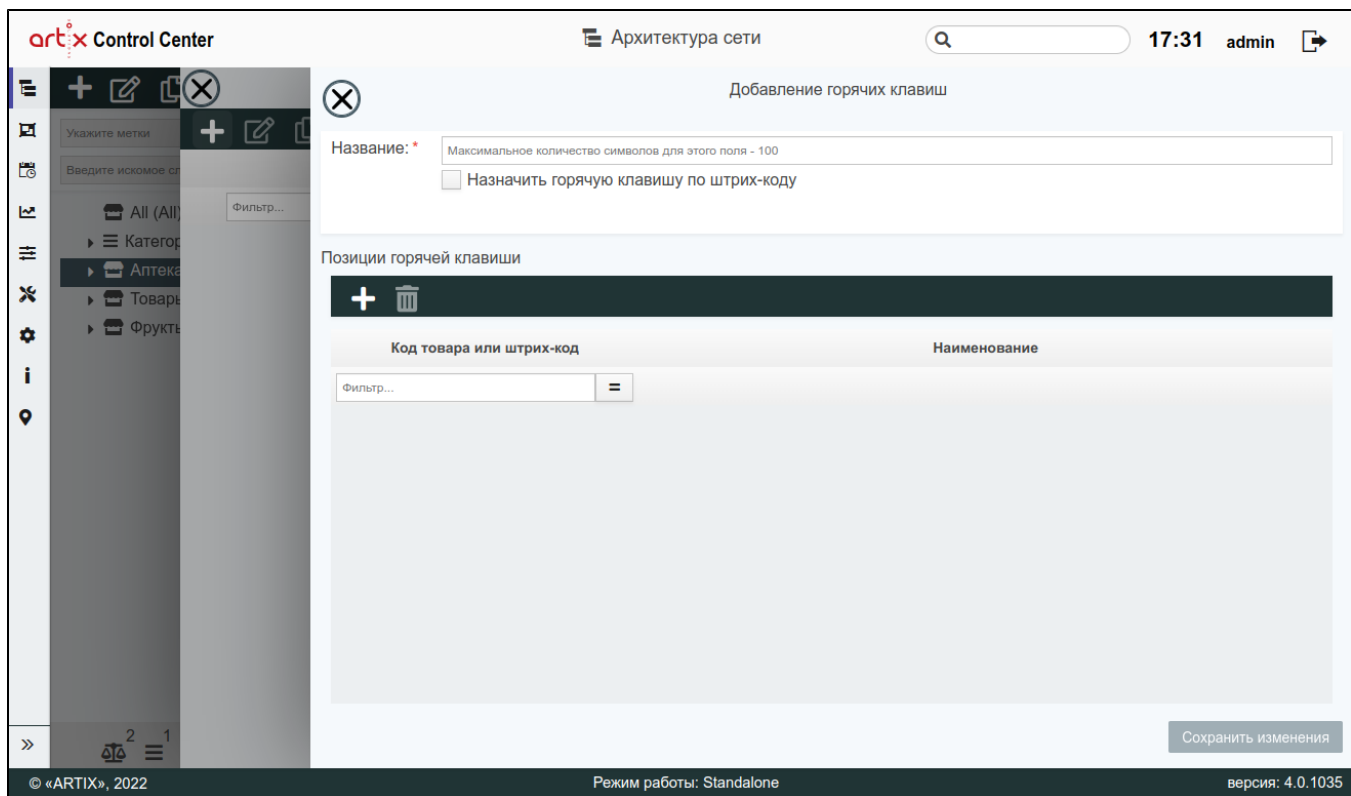 artix Control Center
Архитектура сети
17:31 admin
Добавление горячих клавиш
Укажите метки
Введите искомое сл
All (All)
Категор
Аптека
Товары
Фрукты
Фильтр...
Название: *
Максимальное количество символов для этого поля - 100
Назначить горячую клавишу по штрих-коду
Позиции горячей клавиши
Код товара или штрих-код Наименование
Фильтр... =
Сохранить изменения
2 1
© «ARTIX», 2022 Режим работы: Standalone версия: 4.0.1035